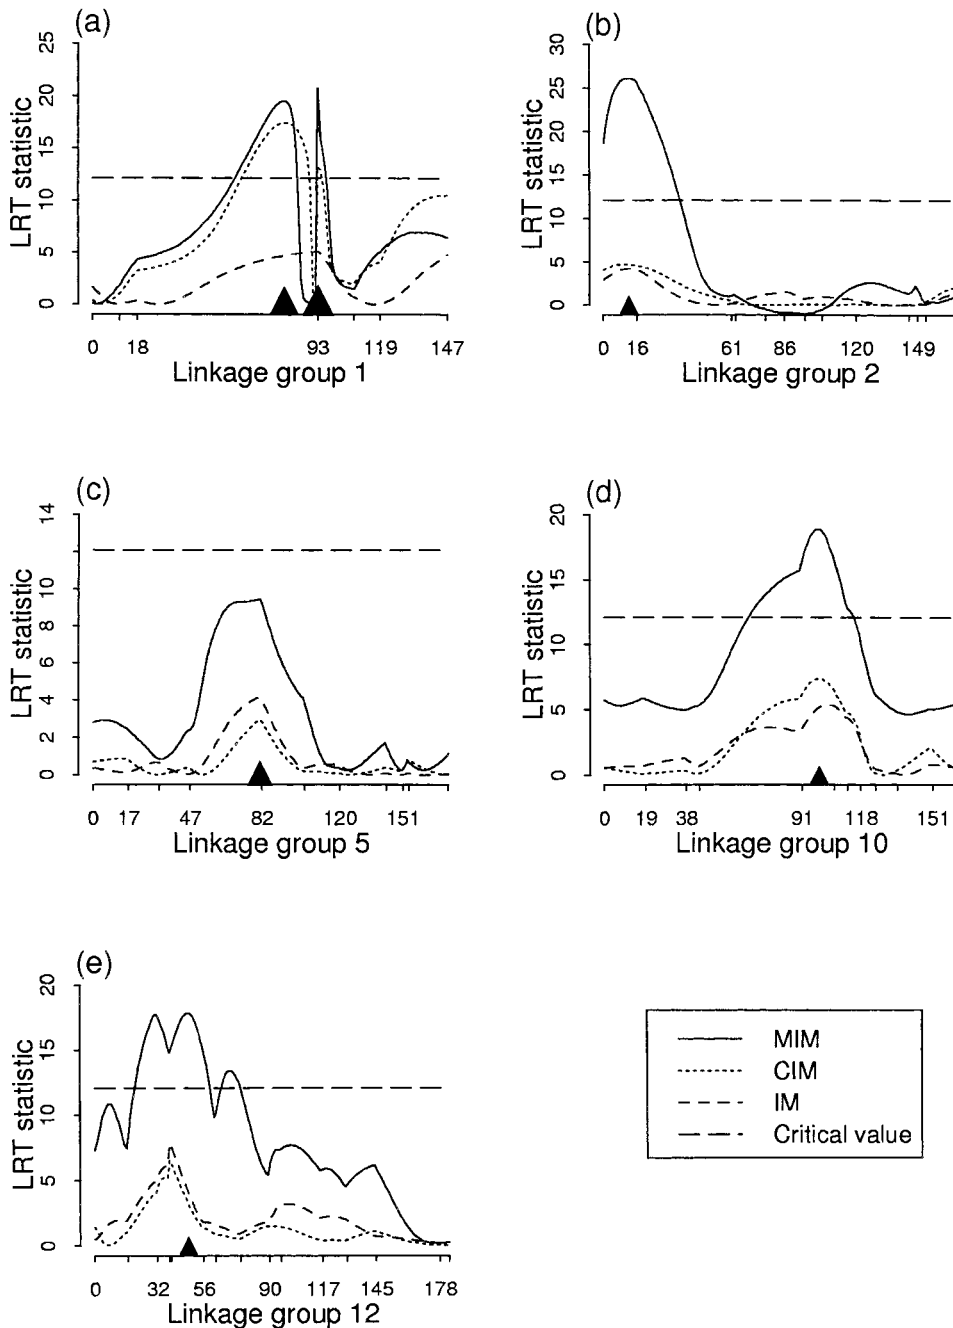 (a)
LRT statistic
0 5 10 15 20 25
0 18 93 119 147
Linkage group 1
(b)
LRT statistic
0 5 10 15 20 25 30
0 16 61 86 120 149
Linkage group 2
(c)
LRT statistic
0 2 4 6 8 10 14
0 17 47 82 120 151
Linkage group 5
(d)
LRT statistic
0 5 10 15 20
0 19 38 91 118 151
Linkage group 10
(e)
LRT statistic
0 5 10 15 20
0 32 56 90 117 145 178
Linkage group 12
MIM
CIM
IM
Critical value